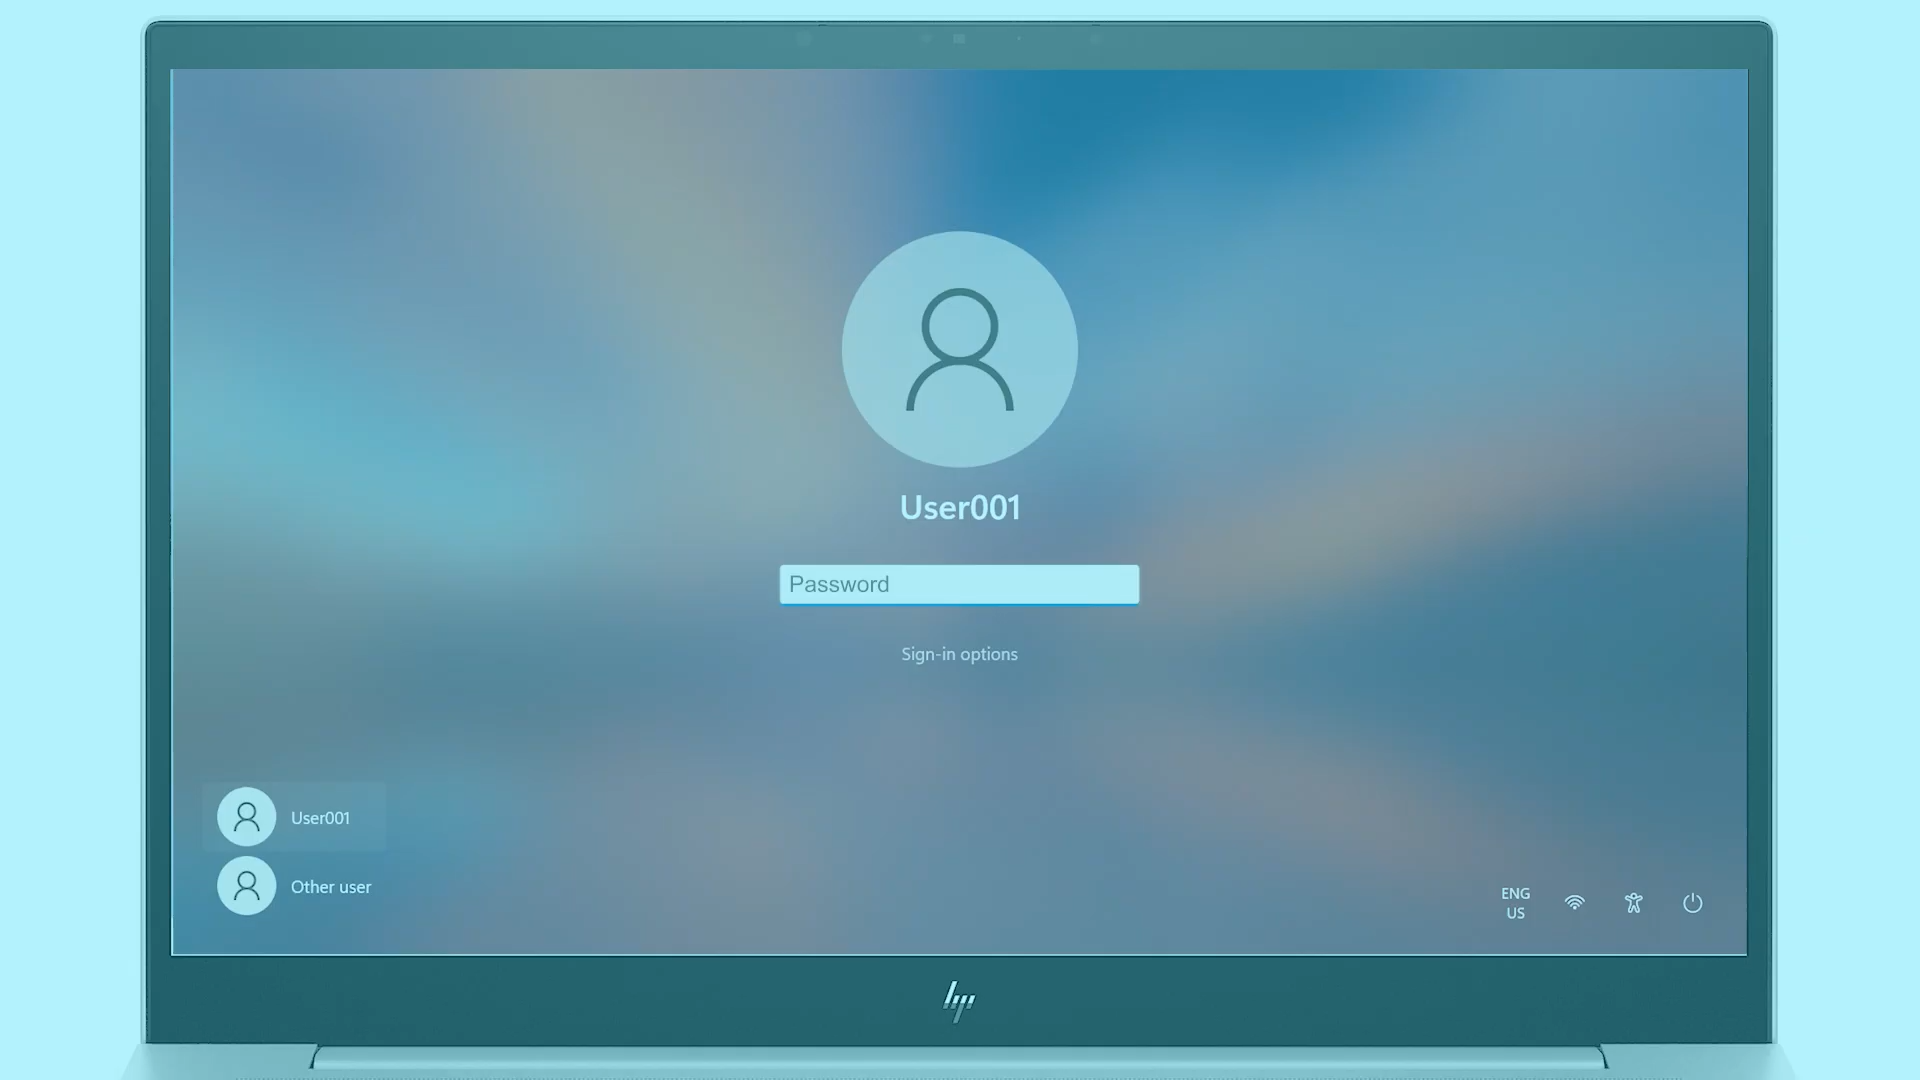 User001
Password
Sign-in options
User001
Other user
ENG
US
hp